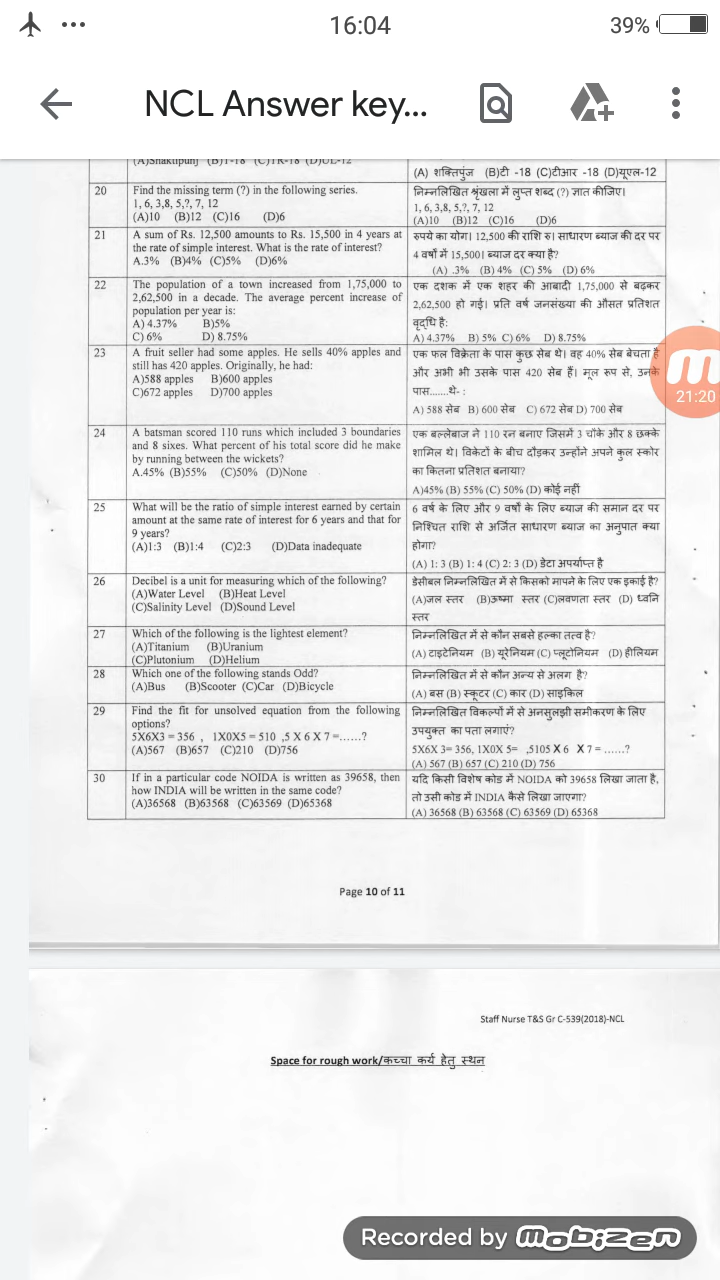 16:04
39%
NCL Answer key...
(A)Shaktipunj (B)T-18 (C)TR-18 (D)UL-12
(A) शक्तिपुंज (B)टी -18 (C)टीआर -18 (D)यूएल-12
20
Find the missing term (?) in the following series.
1, 6, 3,8, 5,?, 7, 12
(A)10 (B)12 (C)16 (D)6
निम्नलिखित श्रृंखला में लुप्त शब्द (?) ज्ञात कीजिए।
1, 6, 3,8, 5,?, 7, 12
(A)10 (B)12 (C)16 (D)6
21
A sum of Rs. 12,500 amounts to Rs. 15,500 in 4 years at
the rate of simple interest. What is the rate of interest?
A.3% (B)4% (C)5% (D)6%
रुपये का योग। 12,500 की राशि रु। साधारण ब्याज की दर पर
4 वर्षों में 15,500। ब्याज दर क्या है?
(A) .3% (B) 4% (C) 5% (D) 6%
22
The population of a town increased from 1,75,000 to
2,62,500 in a decade. The average percent increase of
population per year is:
A) 4.37% B)5%
C) 6% D) 8.75%
एक दशक में एक शहर की आबादी 1,75,000 से बढ़कर
2,62,500 हो गई। प्रति वर्ष जनसंख्या की औसत प्रतिशत
वृद्धि है:
A) 4.37% B) 5% C) 6% D) 8.75%
23
A fruit seller had some apples. He sells 40% apples and
still has 420 apples. Originally, he had:
A)588 apples B)600 apples
C)672 apples D)700 apples
एक फल विक्रेता के पास कुछ सेब थे। वह 40% सेब बेचता है
और अभी भी उसके पास 420 सेब हैं। मूल रूप से, उनके
पास.......थे- :
A) 588 सेब B) 600 सेब C) 672 सेब D) 700 सेब
21:20
24
A batsman scored 110 runs which included 3 boundaries
and 8 sixes. What percent of his total score did he make
by running between the wickets?
A.45% (B)55% (C)50% (D)None
एक बल्लेबाज ने 110 रन बनाए जिसमें 3 चौके और 8 छक्के
शामिल थे। विकेटों के बीच दौड़कर उन्होंने अपने कुल स्कोर
का कितना प्रतिशत बनाया?
A)45% (B) 55% (C) 50% (D) कोई नहीं
25
What will be the ratio of simple interest earned by certain
amount at the same rate of interest for 6 years and that for
9 years?
(A)1:3 (B)1:4 (C)2:3 (D)Data inadequate
6 वर्ष के लिए और 9 वर्षों के लिए ब्याज की समान दर पर
निश्चित राशि से अर्जित साधारण ब्याज का अनुपात क्या
होगा?
(A) 1: 3 (B) 1: 4 (C) 2: 3 (D) डेटा अपर्याप्त है
26
Decibel is a unit for measuring which of the following?
(A)Water Level (B)Heat Level
(C)Salinity Level (D)Sound Level
डेसीबल निम्नलिखित में से किसको मापने के लिए एक इकाई है?
(A)जल स्तर (B)ऊष्मा स्तर (C)लवणता स्तर (D) ध्वनि
स्तर
27
Which of the following is the lightest element?
(A)Titanium (B)Uranium
(C)Plutonium (D)Helium
निम्नलिखित में से कौन सबसे हल्का तत्व है?
(A) टाइटेनियम (B) यूरेनियम (C) प्लूटोनियम (D) हीलियम
28
Which one of the following stands Odd?
(A)Bus (B)Scooter (C)Car (D)Bicycle
निम्नलिखित में से कौन अन्य से अलग है?
(A) बस (B) स्कूटर (C) कार (D) साइकिल
29
Find the fit for unsolved equation from the following
options?
5X6X3 = 356 , 1X0X5 = 510 ,5 X 6 X 7 =......?
(A)567 (B)657 (C)210 (D)756
निम्नलिखित विकल्पों में से अनसुलझी समीकरण के लिए
उपयुक्त का पता लगाएं?
5X6X 3= 356, 1X0X 5= ,5105 X 6 X 7 = ......?
(A) 567 (B) 657 (C) 210 (D) 756
30
If in a particular code NOIDA is written as 39658, then
how INDIA will be written in the same code?
(A)36568 (B)63568 (C)63569 (D)65368
यदि किसी विशेष कोड में NOIDA को 39658 लिखा जाता है,
तो उसी कोड में INDIA कैसे लिखा जाएगा?
(A) 36568 (B) 63568 (C) 63569 (D) 65368
Page 10 of 11
Staff Nurse T&S Gr C-539(2018)-NCL
Space for rough work/कच्चा कार्य हेतु स्थान
Recorded by mobizen